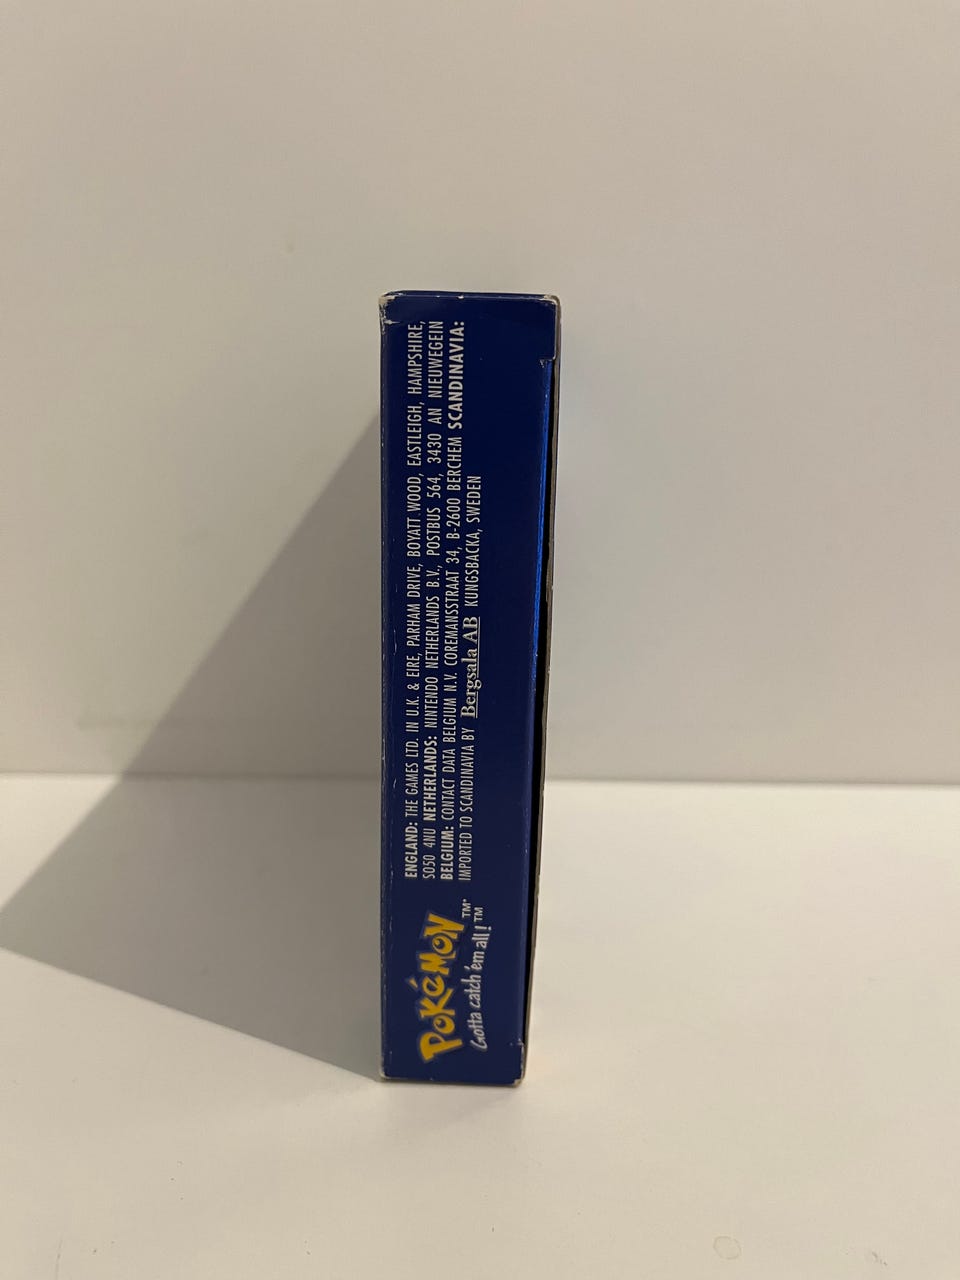 POKéMON™
Gotta catch 'em all!™
ENGLAND: THE GAMES LTD. IN U.K. & EIRE, PARHAM DRIVE, BOYATT WOOD, EASTLEIGH, HAMPSHIRE,
SO50 4NU NETHERLANDS: NINTENDO NETHERLANDS B.V., POSTBUS 564, 3430 AN NIEUWEGEIN
BELGIUM: CONTACT DATA BELGIUM N.V. COREMANSSTRAAT 34, B-2600 BERCHEM SCANDINAVIA:
IMPORTED TO SCANDINAVIA BY Bergsala AB KUNGSBACKA, SWEDEN